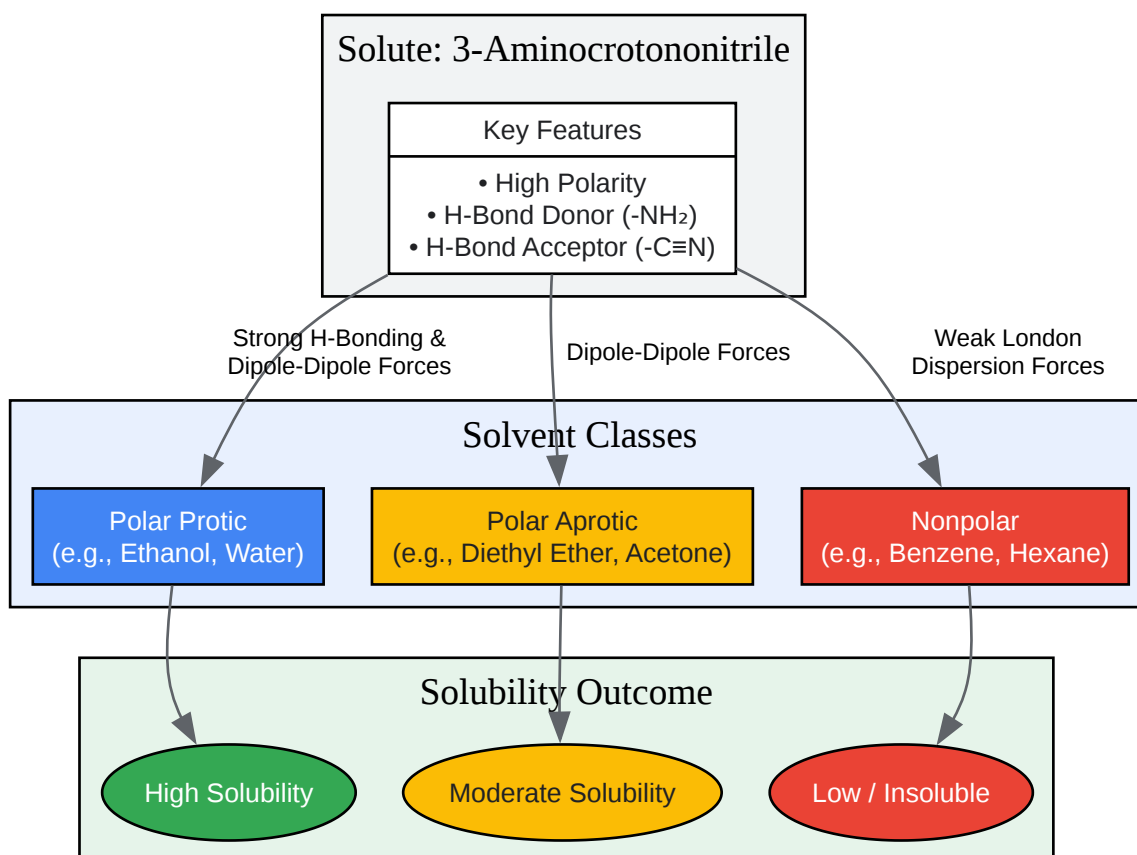 Solute: 3-Aminocrotononitrile
Key Features
• High Polarity
• H-Bond Donor (-NH₂)
• H-Bond Acceptor (-C≡N)
Strong H-Bonding &
Dipole-Dipole Forces
Dipole-Dipole Forces
Weak London
Dispersion Forces
Solvent Classes
Polar Protic
(e.g., Ethanol, Water)
Polar Aprotic
(e.g., Diethyl Ether, Acetone)
Nonpolar
(e.g., Benzene, Hexane)
Solubility Outcome
High Solubility
Moderate Solubility
Low / Insoluble